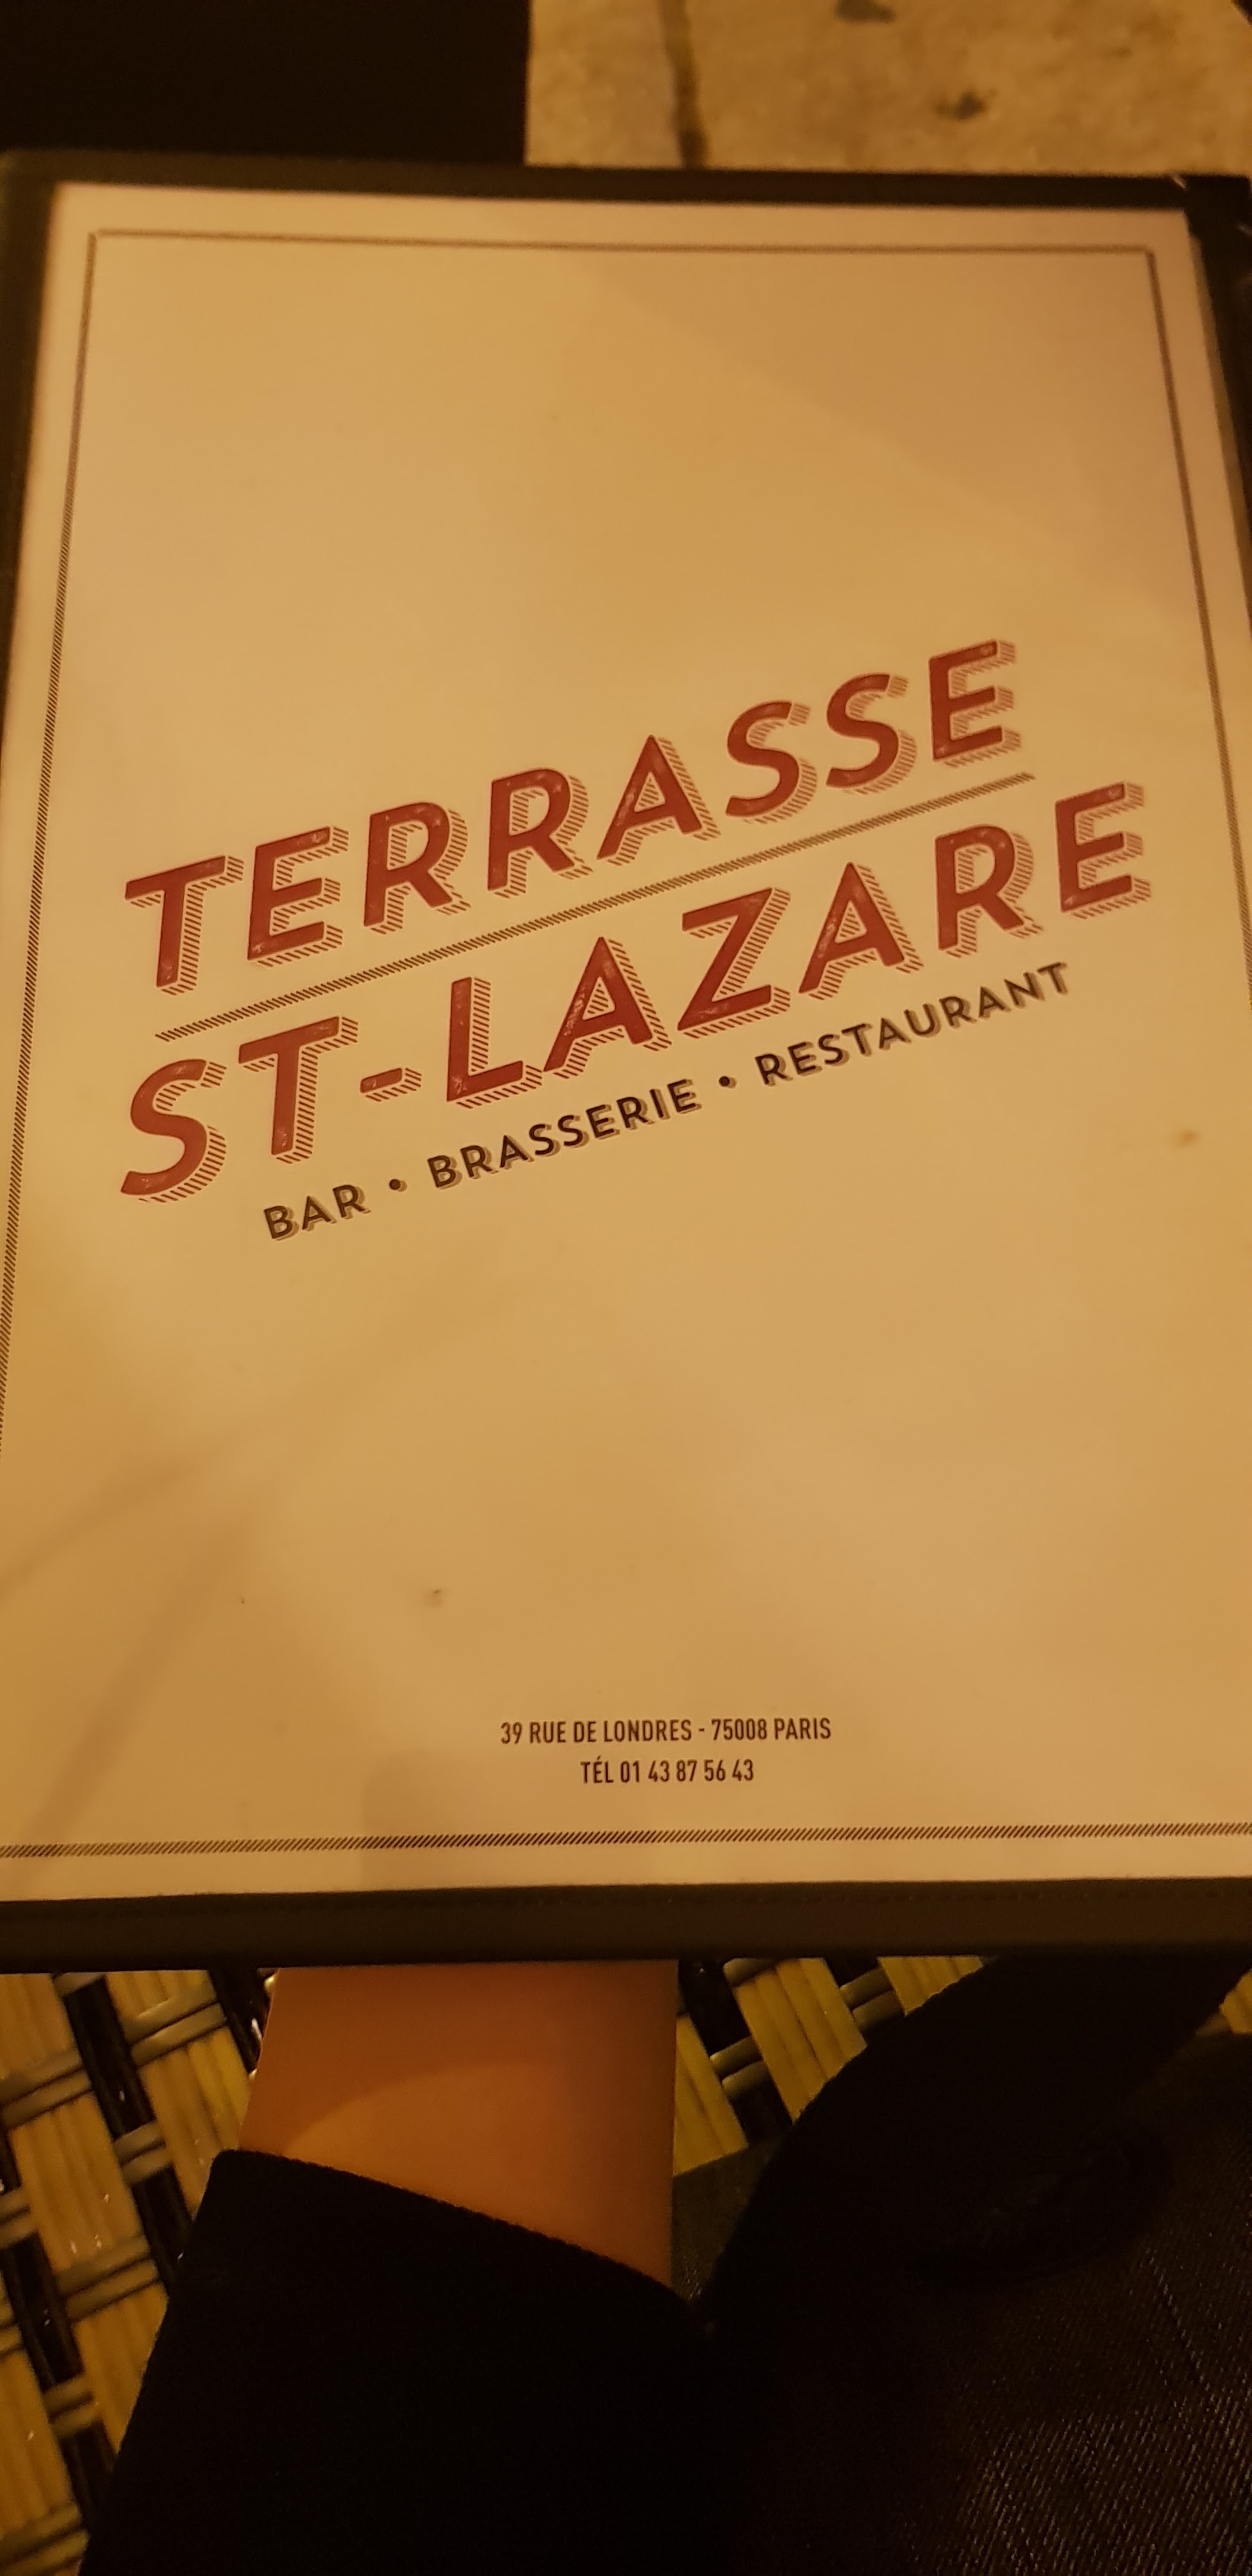 TERRASSE
ST-LAZARE
BAR • BRASSERIE • RESTAURANT
39 RUE DE LONDRES - 75008 PARIS
TÉL 01 43 87 56 43